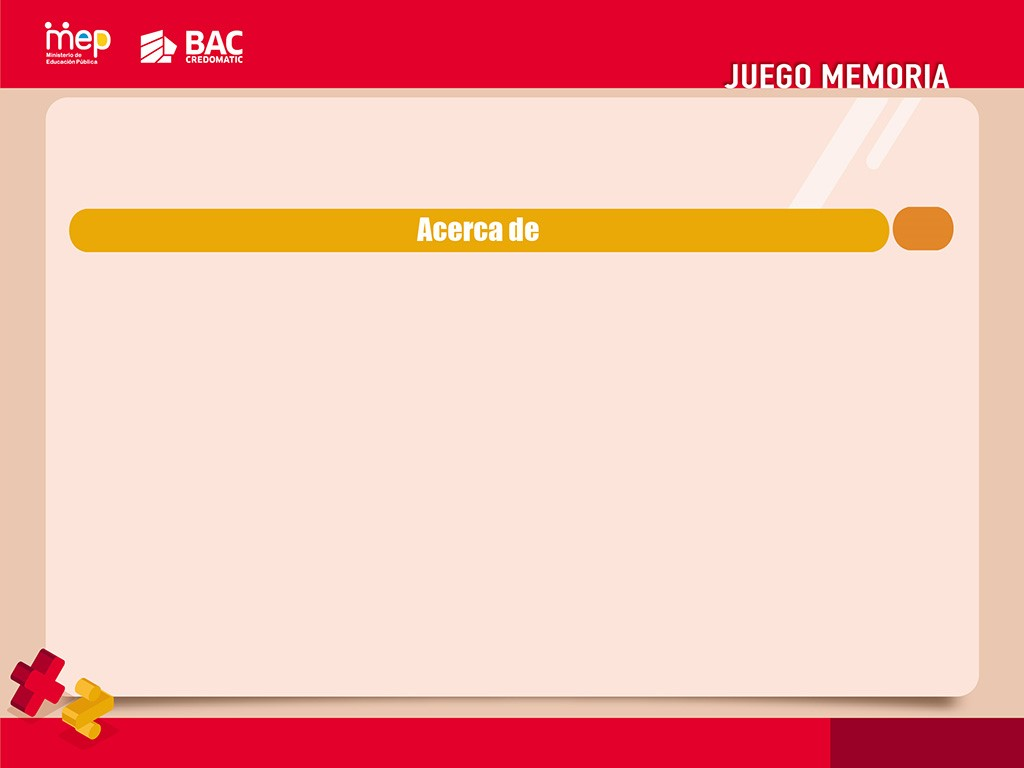 mep
Ministerio de
Educación Pública
BAC
CREDOMATIC
JUEGO MEMORIA
Acerca de